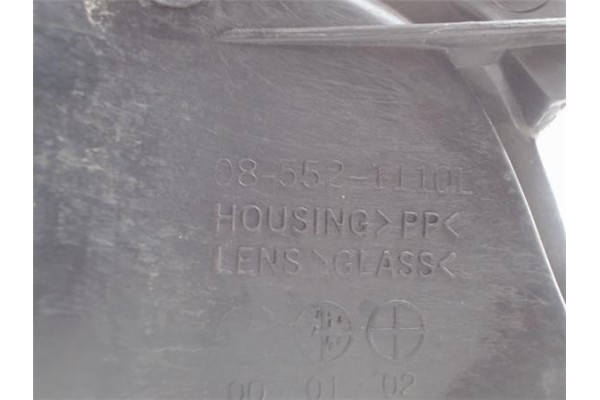 08-552-1110L
HOUSING>PP<
LENS>GLASS<
00 01 02